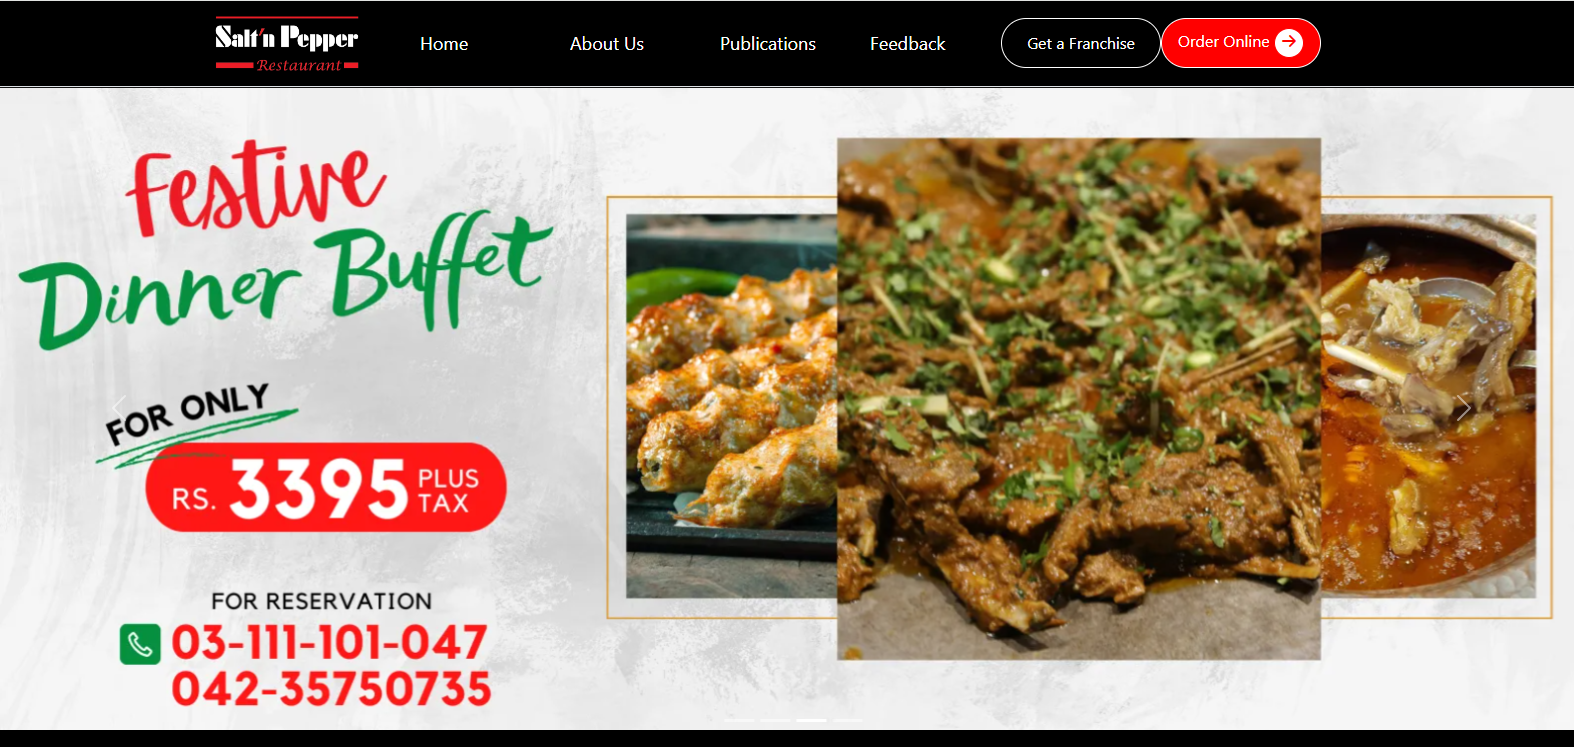 Salt'n Pepper
Restaurant
Home
About Us
Publications
Feedback
Get a Franchise
Order Online
Festive
Dinner Buffet
FOR ONLY
RS. 3395 PLUS TAX
FOR RESERVATION
03-111-101-047
042-35750735